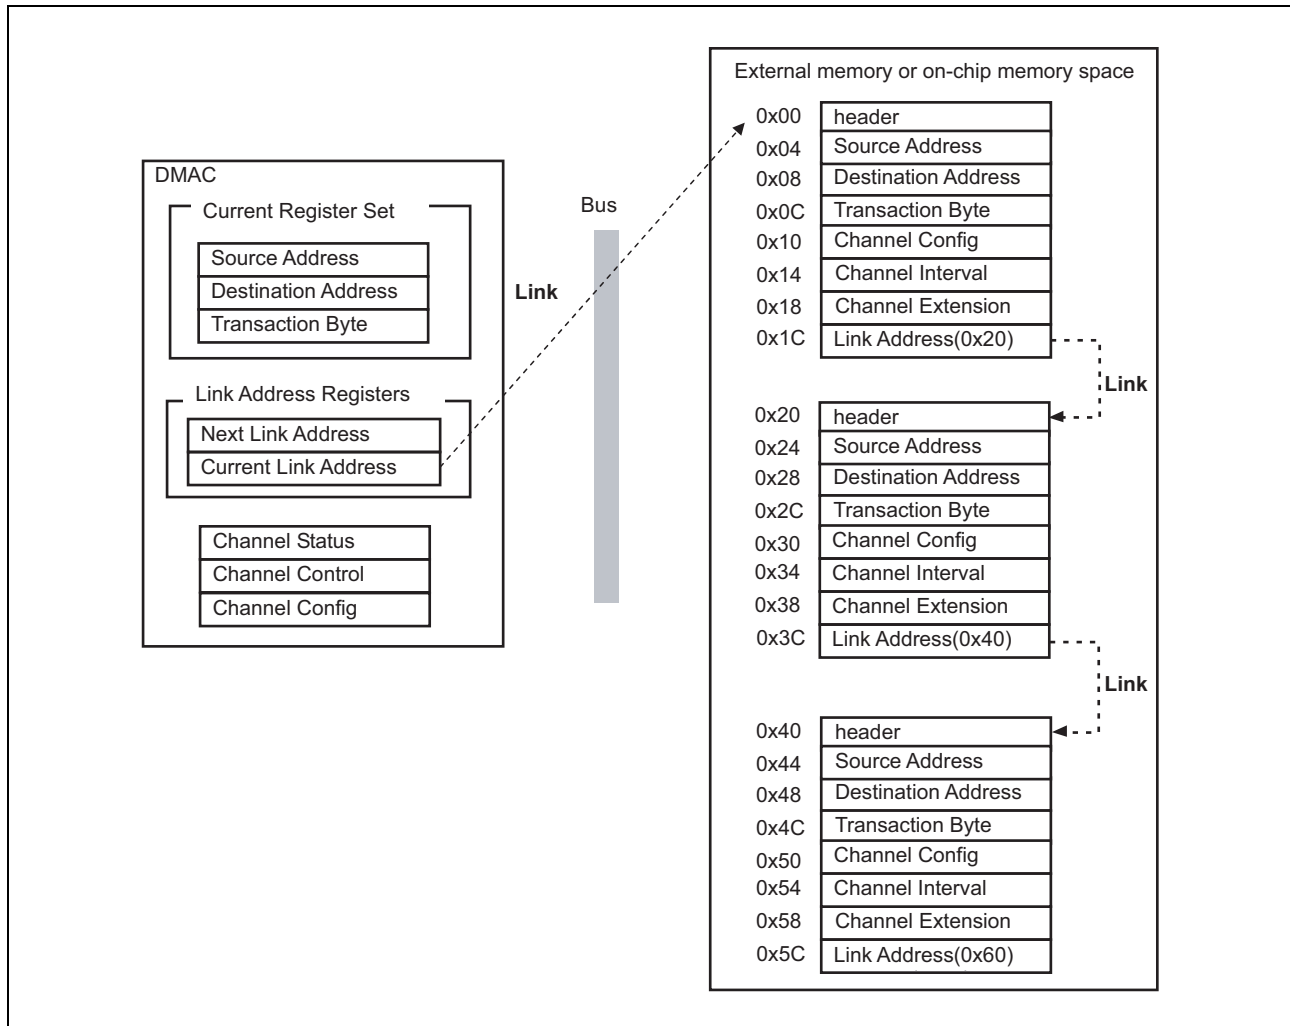 DMAC
Current Register Set
Source Address
Destination Address
Transaction Byte
Link Address Registers
Next Link Address
Current Link Address
Channel Status
Channel Control
Channel Config
Link
Bus
External memory or on-chip memory space
0x00 header
0x04 Source Address
0x08 Destination Address
0x0C Transaction Byte
0x10 Channel Config
0x14 Channel Interval
0x18 Channel Extension
0x1C Link Address(0x20)
Link
0x20 header
0x24 Source Address
0x28 Destination Address
0x2C Transaction Byte
0x30 Channel Config
0x34 Channel Interval
0x38 Channel Extension
0x3C Link Address(0x40)
Link
0x40 header
0x44 Source Address
0x48 Destination Address
0x4C Transaction Byte
0x50 Channel Config
0x54 Channel Interval
0x58 Channel Extension
0x5C Link Address(0x60)